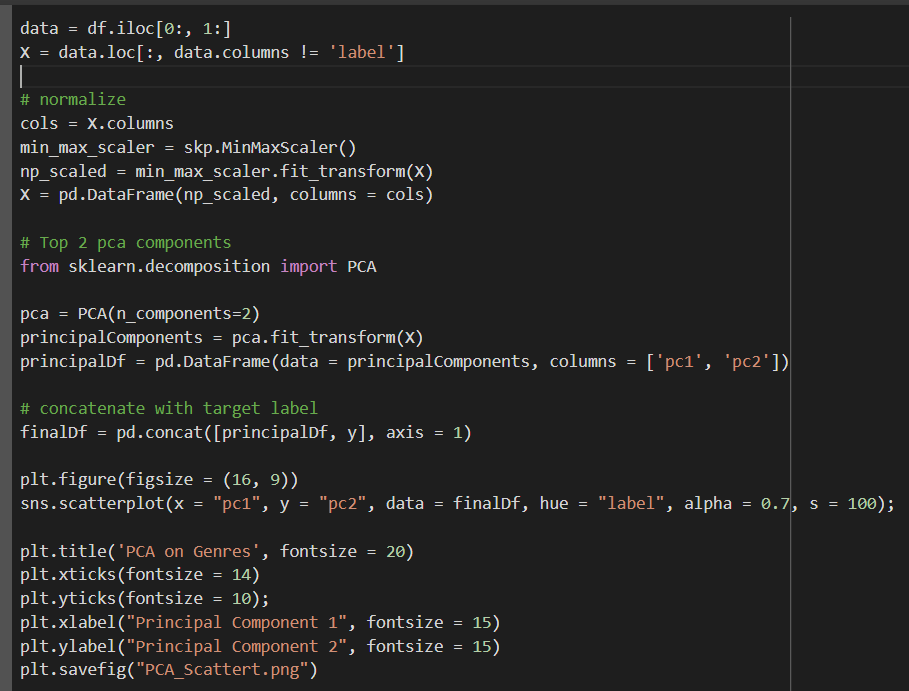 data = df.iloc[0:, 1:]
X = data.loc[:, data.columns != 'label']
# normalize
cols = X.columns
min_max_scaler = skp.MinMaxScaler()
np_scaled = min_max_scaler.fit_transform(X)
X = pd.DataFrame(np_scaled, columns = cols)
# Top 2 pca components
from sklearn.decomposition import PCA
pca = PCA(n_components=2)
principalComponents = pca.fit_transform(X)
principalDf = pd.DataFrame(data = principalComponents, columns = ['pc1', 'pc2'])
# concatenate with target label
finalDf = pd.concat([principalDf, y], axis = 1)
plt.figure(figsize = (16, 9))
sns.scatterplot(x = "pc1", y = "pc2", data = finalDf, hue = "label", alpha = 0.7, s = 100);
plt.title('PCA on Genres', fontsize = 20)
plt.xticks(fontsize = 14)
plt.yticks(fontsize = 10);
plt.xlabel("Principal Component 1", fontsize = 15)
plt.ylabel("Principal Component 2", fontsize = 15)
plt.savefig("PCA_Scattert.png")